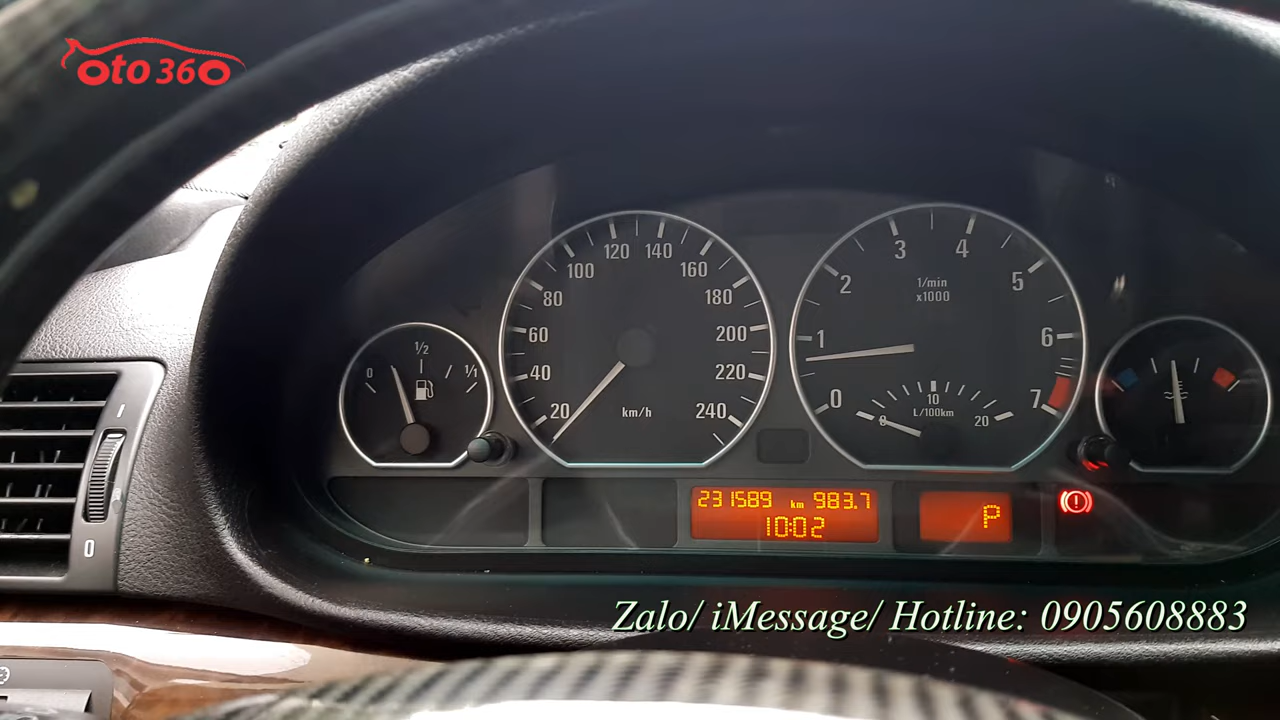 OTO 360
0 1/2 1/1
20 40 60 80 100 120 140 160 180 200 220 240
km/h
0 1 2 3 4 5 6 7
1/min
x1000
10
L/100km
20
231589 km 983.7
10:02
P
0
Zalo/ iMessage/ Hotline: 0905608883